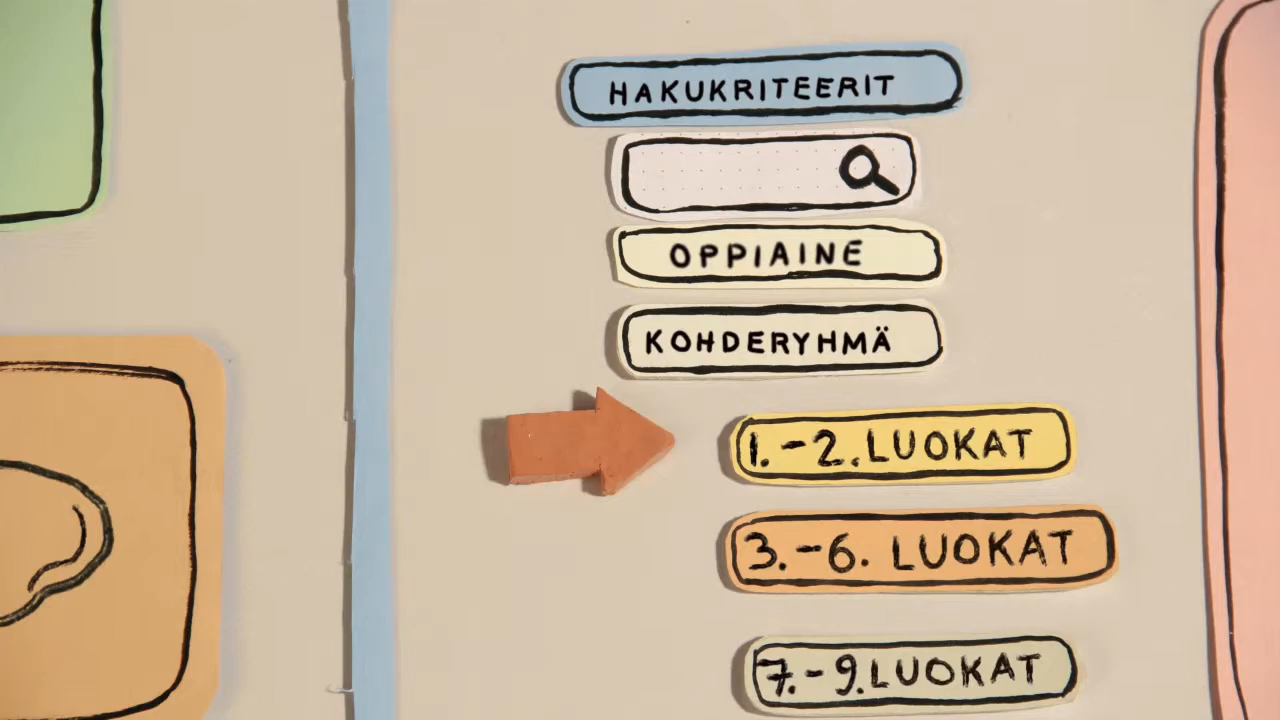 HAKUKRITEERIT
OPPIAINE
KOHDERYHMÄ
1.-2. LUOKAT
3.-6. LUOKAT
7.-9. LUOKAT